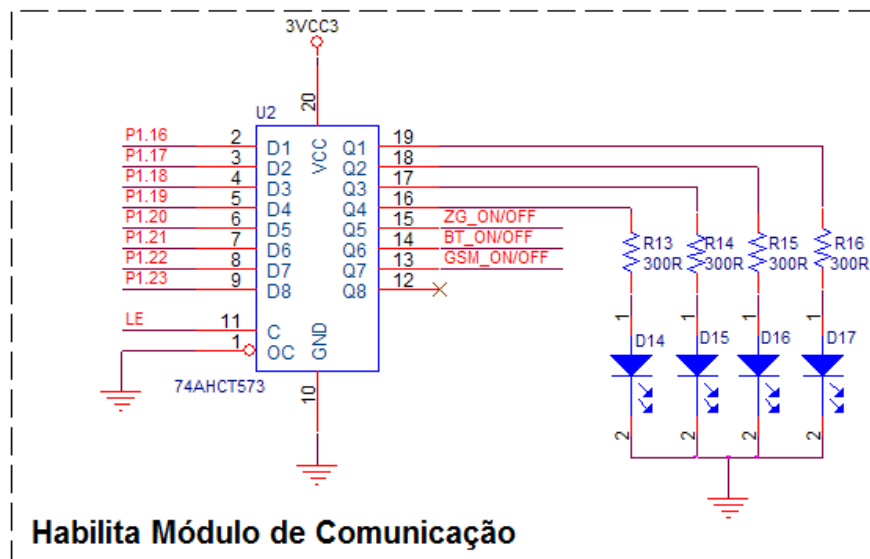 3VCC3
U2
20
VCC
P1.16 2 D1 Q1 19
P1.17 3 D2 Q2 18
P1.18 4 D3 Q3 17
P1.19 5 D4 Q4 16
P1.20 6 D5 Q5 15 ZG_ON/OFF
P1.21 7 D6 Q6 14 BT_ON/OFF
P1.22 8 D7 Q7 13 GSM_ON/OFF
P1.23 9 D8 Q8 12
LE 11 C
1 OC
GND
10
74AHCT573
R13 R14 R15 R16
300R 300R 300R 300R
1 1 1 1
D14 D15 D16 D17
2 2 2 2
Habilita Módulo de Comunicação